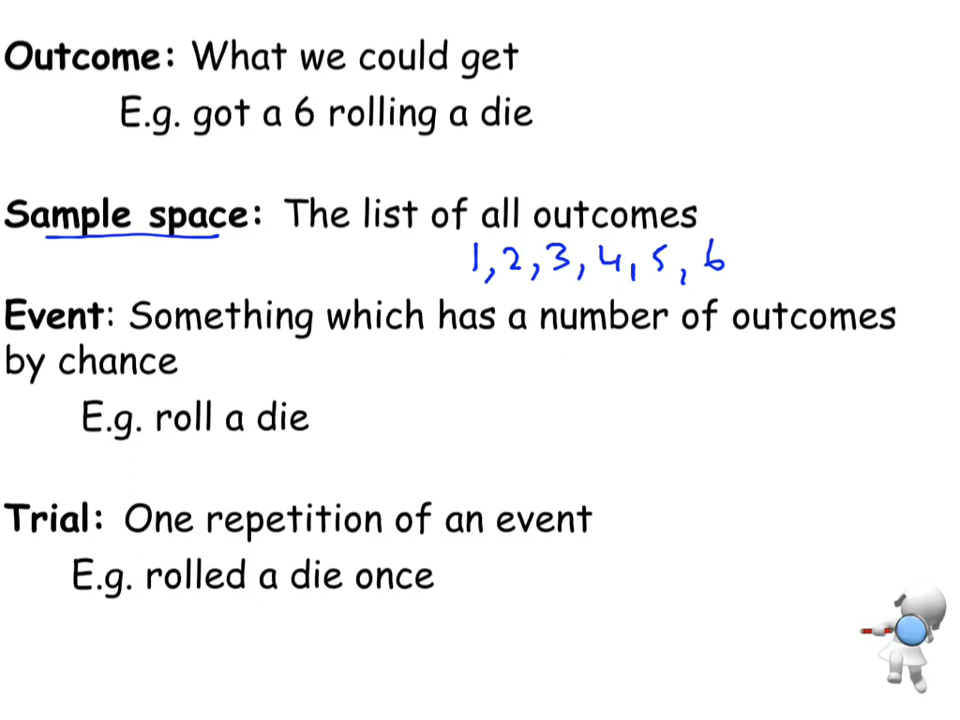 Outcome: What we could get
E.g. got a 6 rolling a die
Sample space: The list of all outcomes
1, 2, 3, 4, 5, 6
Event: Something which has a number of outcomes
by chance
E.g. roll a die
Trial: One repetition of an event
E.g. rolled a die once